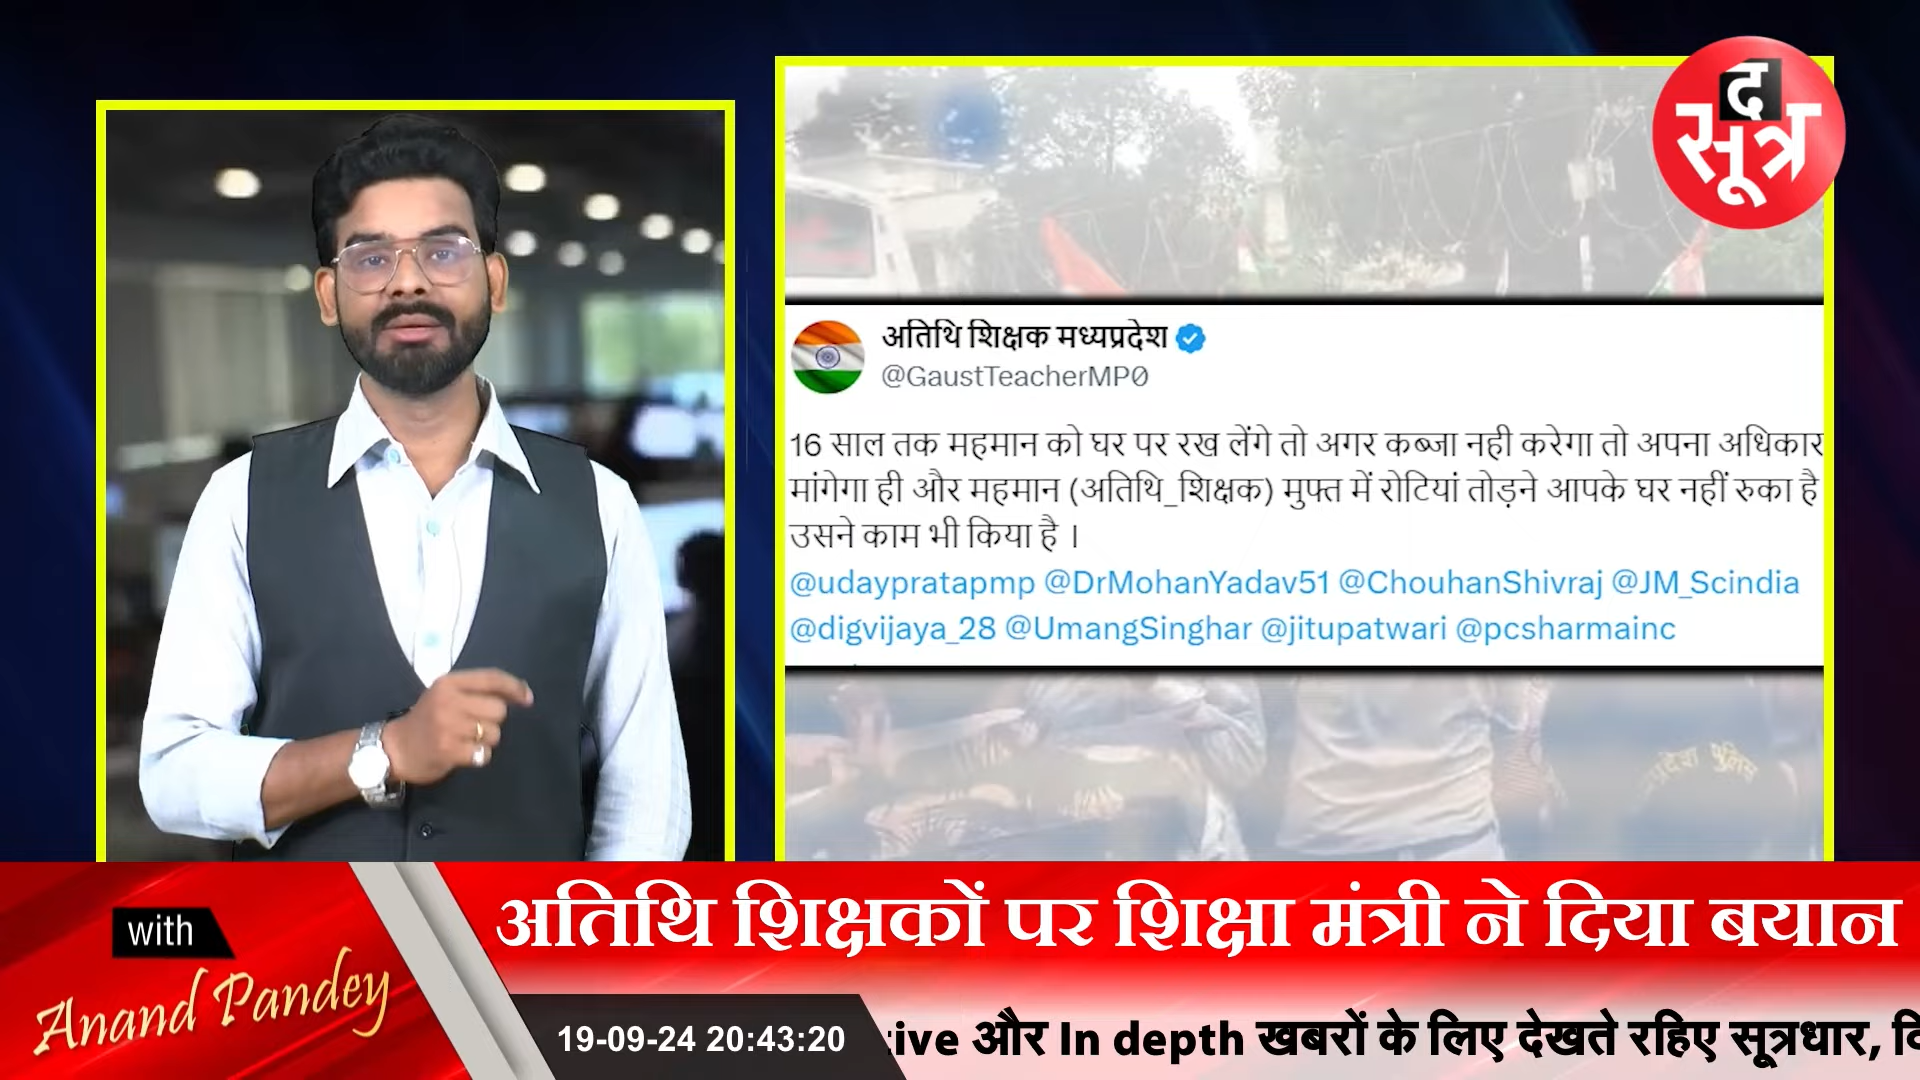 द
सूत्र
अतिथि शिक्षक मध्यप्रदेश
@GaustTeacherMP0
16 साल तक महमान को घर पर रख लेंगे तो अगर कब्जा नही करेगा तो अपना अधिकार
मांगेगा ही और महमान (अतिथि_शिक्षक) मुफ्त में रोटियां तोड़ने आपके घर नहीं रुका है
उसने काम भी किया है ।
@udaypratapmp @DrMohanYadav51 @ChouhanShivraj @JM_Scindia
@digvijaya_28 @UmangSinghar @jitupatwari @pcsharmainc
पुलिस
with
Anand Pandey
अतिथि शिक्षकों पर शिक्षा मंत्री ने दिया बयान
19-09-24 20:43:20
tive और In depth खबरों के लिए देखते रहिए सूत्रधार,